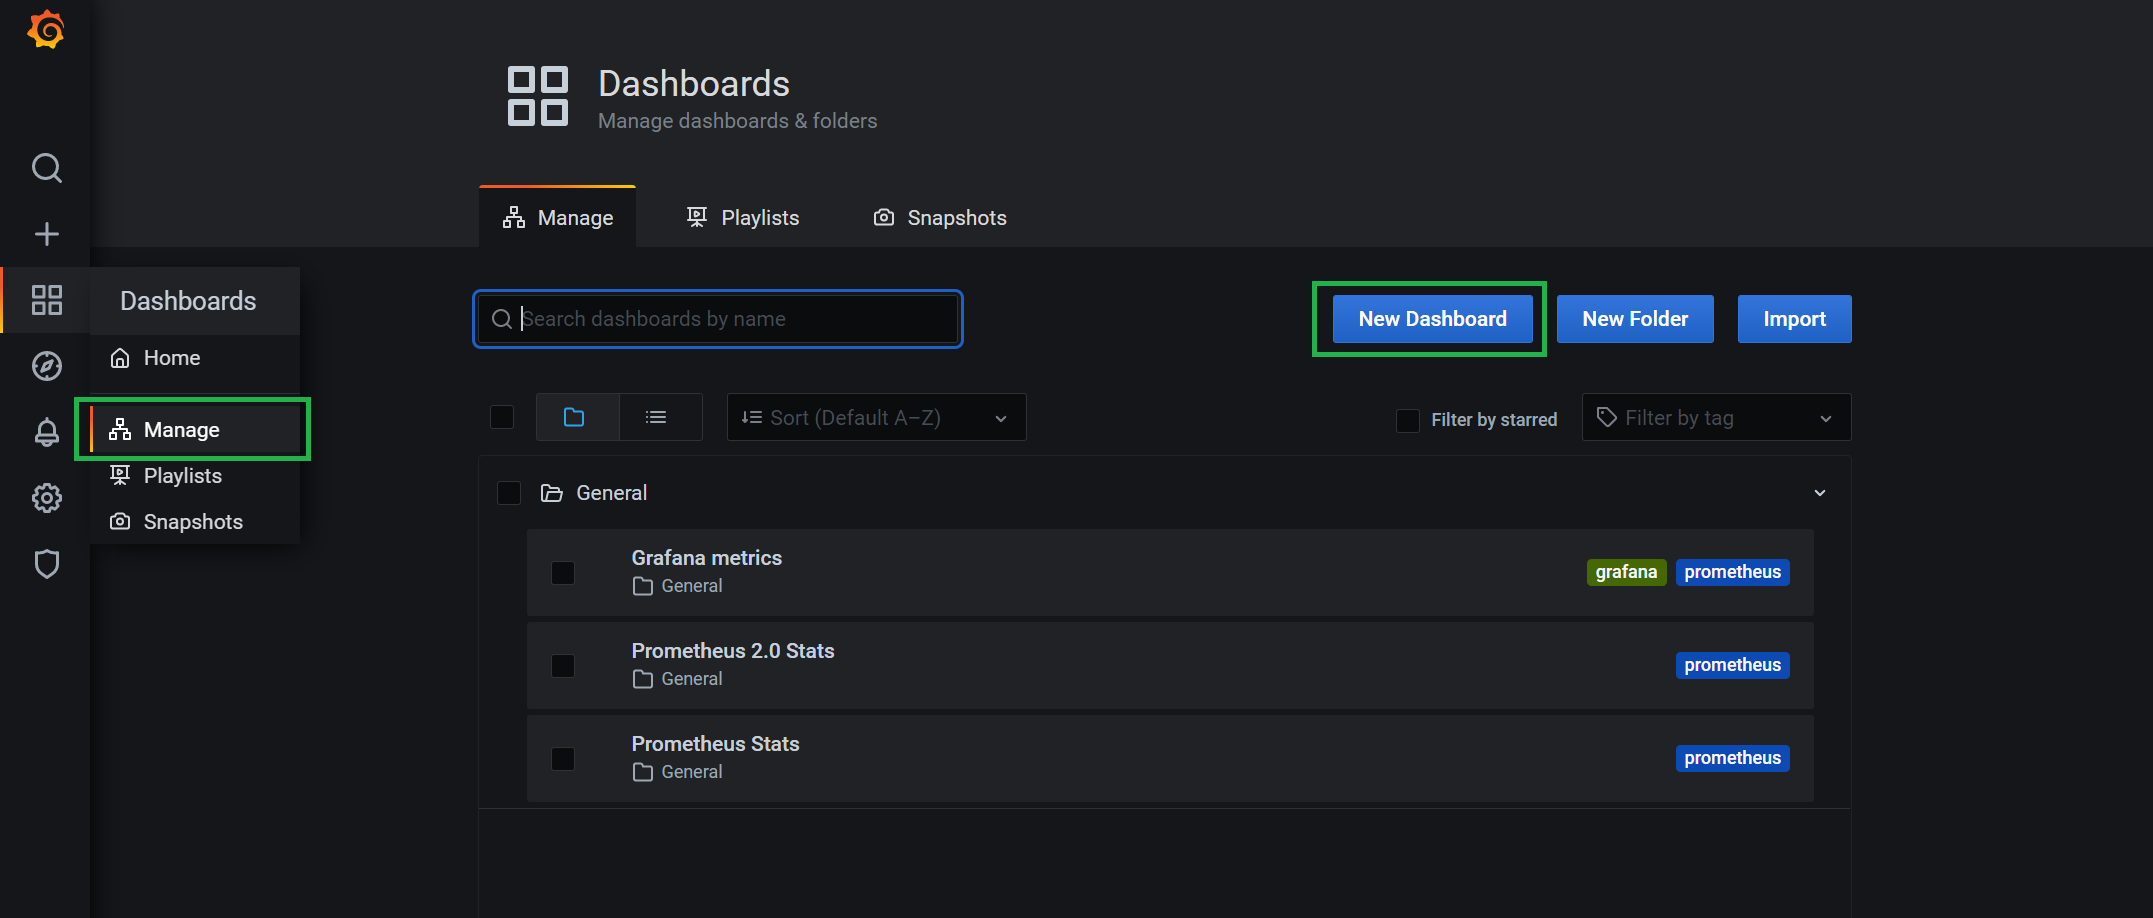 Dashboards
Manage dashboards & folders
Manage
Playlists
Snapshots
Dashboards
Home
Manage
Playlists
Snapshots
Search dashboards by name
New Dashboard
New Folder
Import
Sort (Default A–Z)
Filter by starred
Filter by tag
General
Grafana metrics
General
grafana
prometheus
Prometheus 2.0 Stats
General
prometheus
Prometheus Stats
General
prometheus